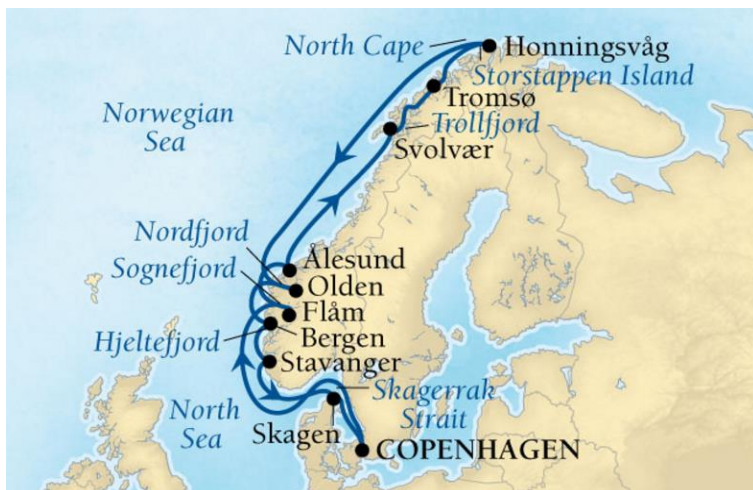 North Cape
Honningsvåg
Storstappen Island
Tromsø
Norwegian
Sea
Trollfjord
Svolvær
Nordfjord
Ålesund
Sognefjord
Olden
Flåm
Hjeltefjord
Bergen
Stavanger
Skagerrak
Strait
North
Sea
Skagen
COPENHAGEN